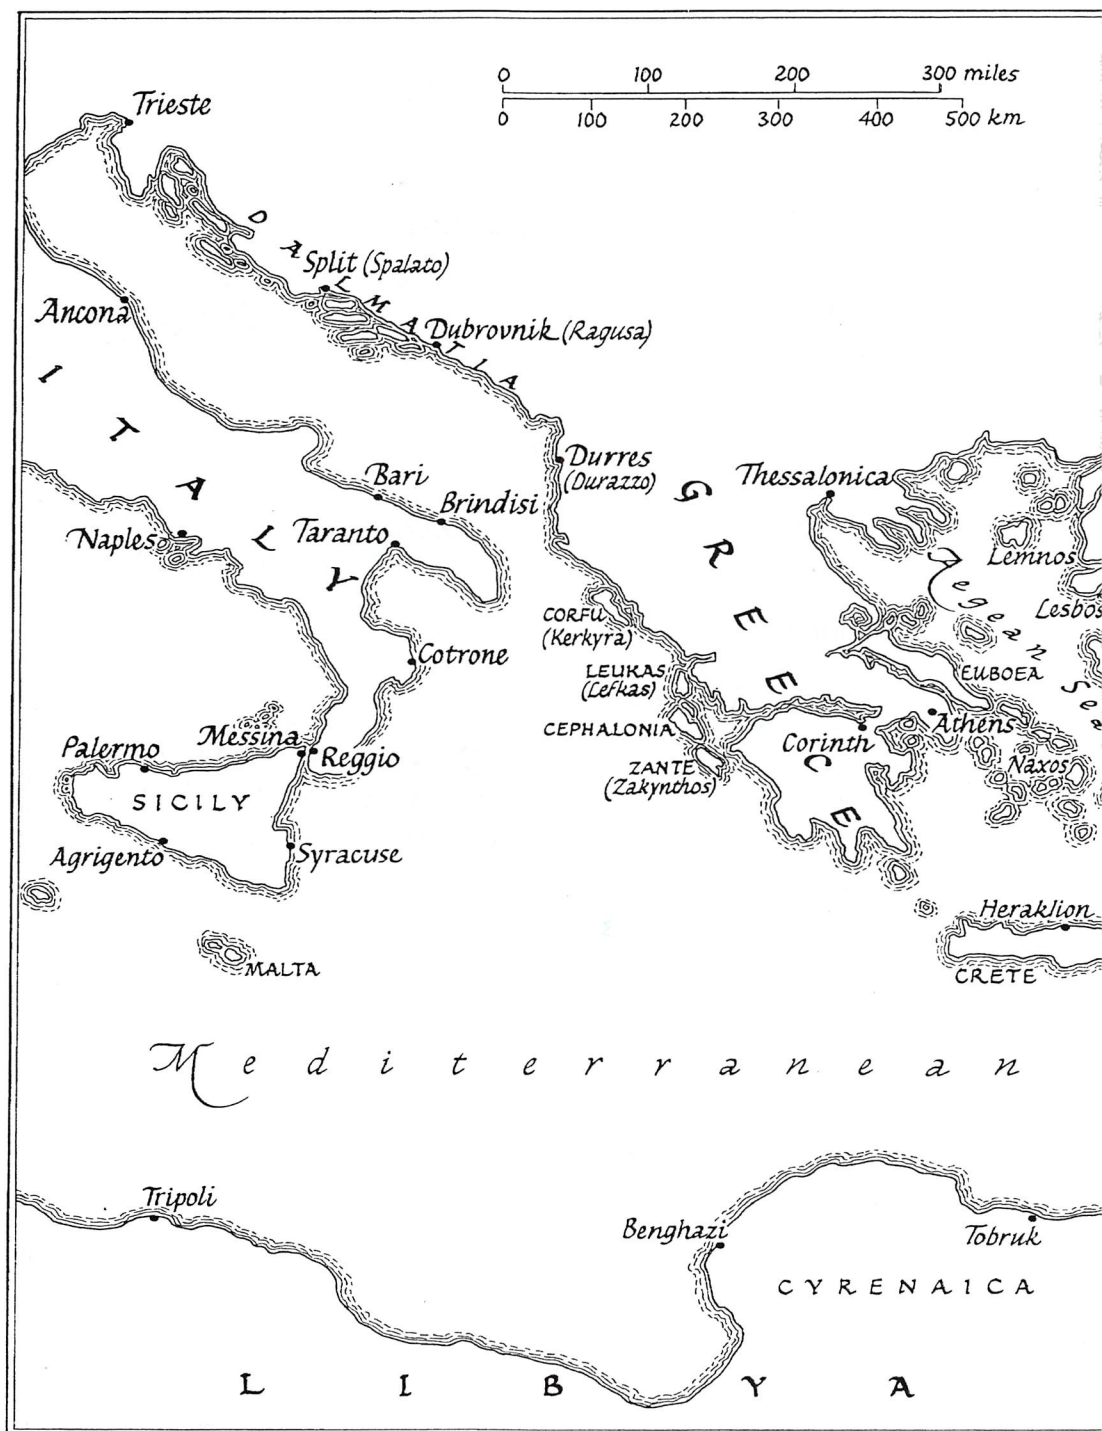 0 100 200 300 miles
0 100 200 300 400 500 km
Trieste
DALMATIA
Split (Spalato)
Ancona
Dubrovnik (Ragusa)
ITALY
Durres
(Durazzo)
GREECE
Thessalonica
Bari
Brindisi
Naples
Taranto
Lemnos
Aegean Sea
Lesbos
CORFU
(Kerkyra)
Cotrone
LEUKAS
(Lefkas)
EUBOEA
CEPHALONIA
Athens
Messina
Reggio
Corinth
Palermo
ZANTE
(Zakynthos)
Naxos
SICILY
Agrigento
Syracuse
Heraklion
MALTA
CRETE
Mediterranean
Tripoli
Benghazi
Tobruk
CYRENAICA
LIBYA